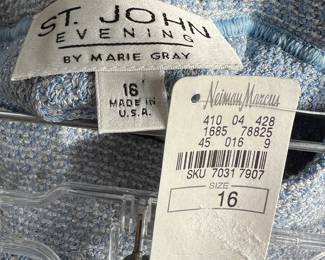 ST. JOHN
EVENING
BY MARIE GRAY
16
MADE IN
U.S.A.
Neiman Marcus
410 04 428
1685 78825
45 016 9
SKU 7031 7907
SIZE
16